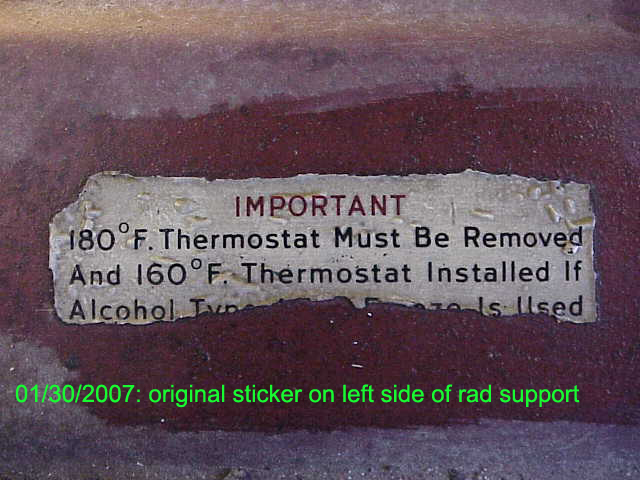 IMPORTANT
180°F. Thermostat Must Be Removed
And 160°F. Thermostat Installed If
Alcohol Is Used
01/30/2007: original sticker on left side of rad support